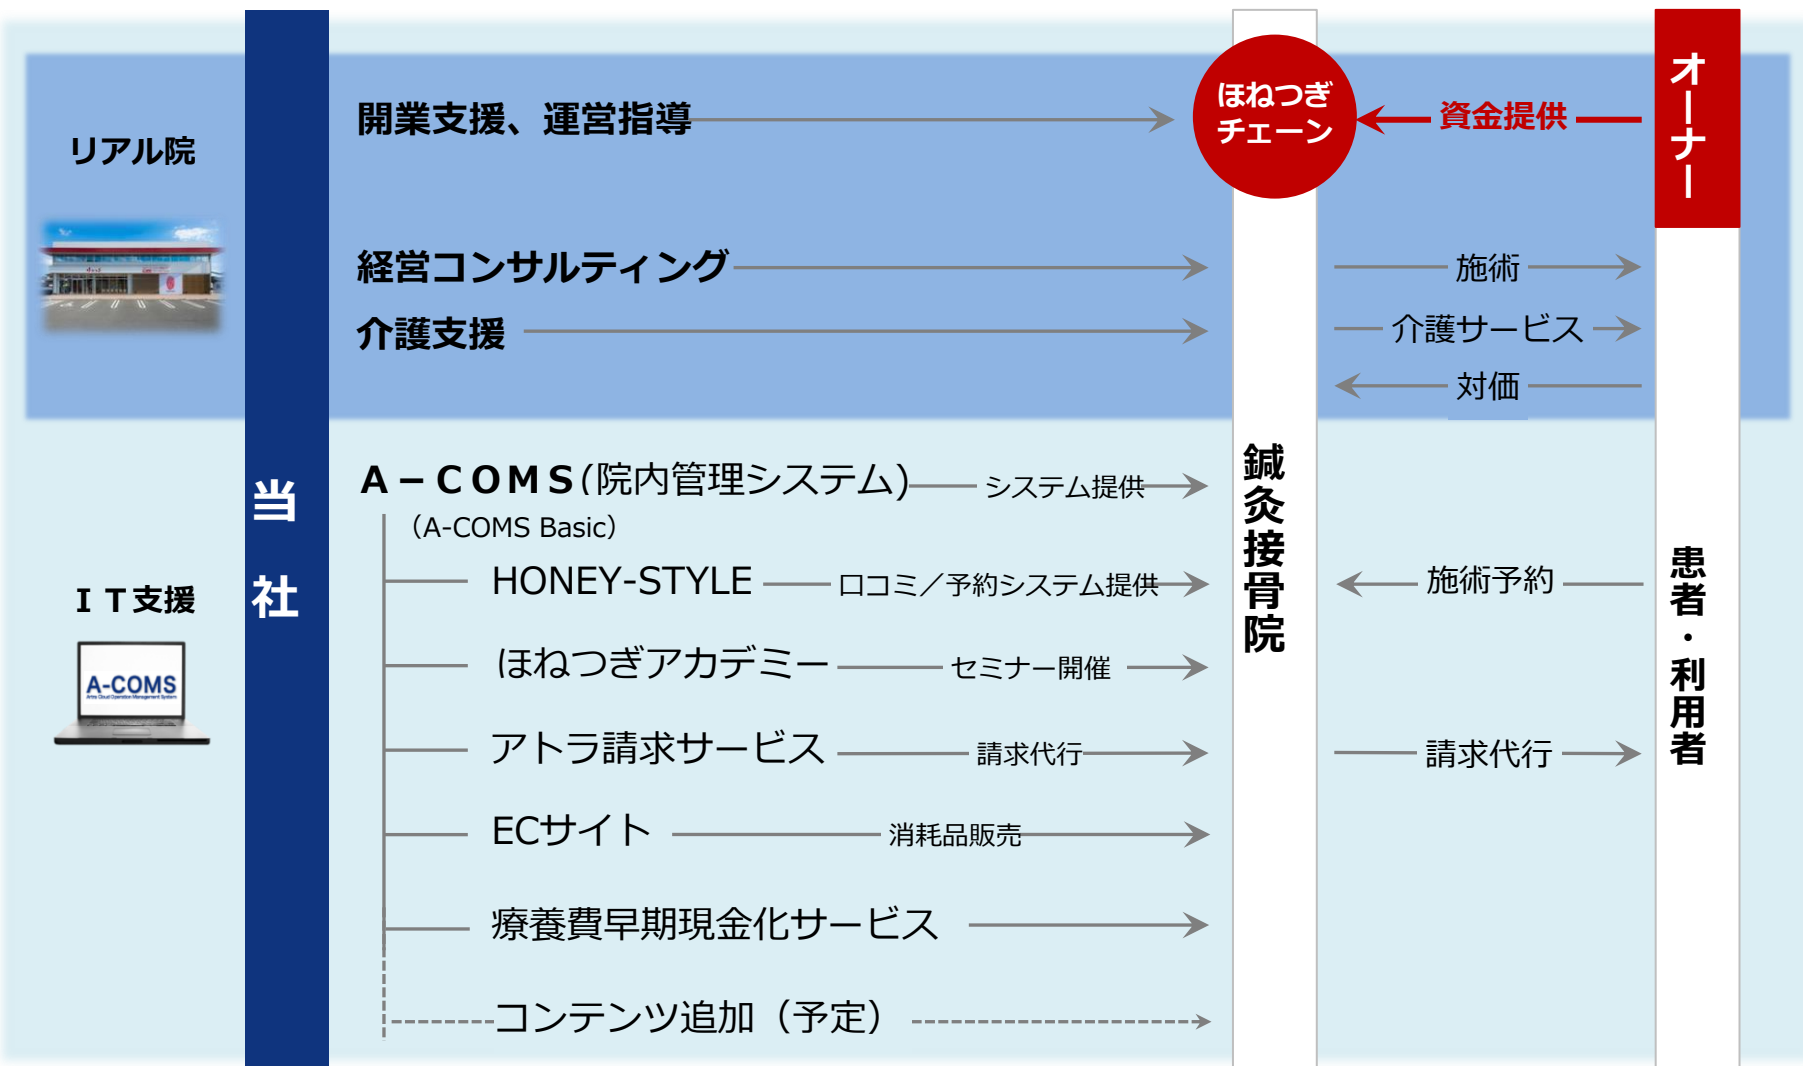 リアル院
開業支援、運営指導
ほねつぎ
チェーン
資金提供
オーナー
経営コンサルティング
施術
介護支援
介護サービス
対価
当社
ＩＴ支援
A-COMS
Ａ－ＣＯＭＳ(院内管理システム)
システム提供
（A-COMS Basic）
HONEY-STYLE
口コミ／予約システム提供
ほねつぎアカデミー
セミナー開催
アトラ請求サービス
請求代行
ECサイト
消耗品販売
療養費早期現金化サービス
コンテンツ追加（予定）
鍼灸接骨院
施術予約
請求代行
患者・利用者